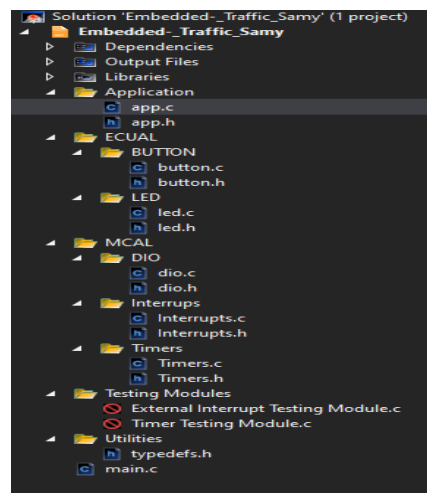 Solution 'Embedded-_Traffic_Samy' (1 project)
Embedded-_Traffic_Samy
Dependencies
Output Files
Libraries
Application
app.c
app.h
ECUAL
BUTTON
button.c
button.h
LED
led.c
led.h
MCAL
DIO
dio.c
dio.h
Interrups
Interrupts.c
Interrupts.h
Timers
Timers.c
Timers.h
Testing Modules
External Interrupt Testing Module.c
Timer Testing Module.c
Utilities
typedefs.h
main.c